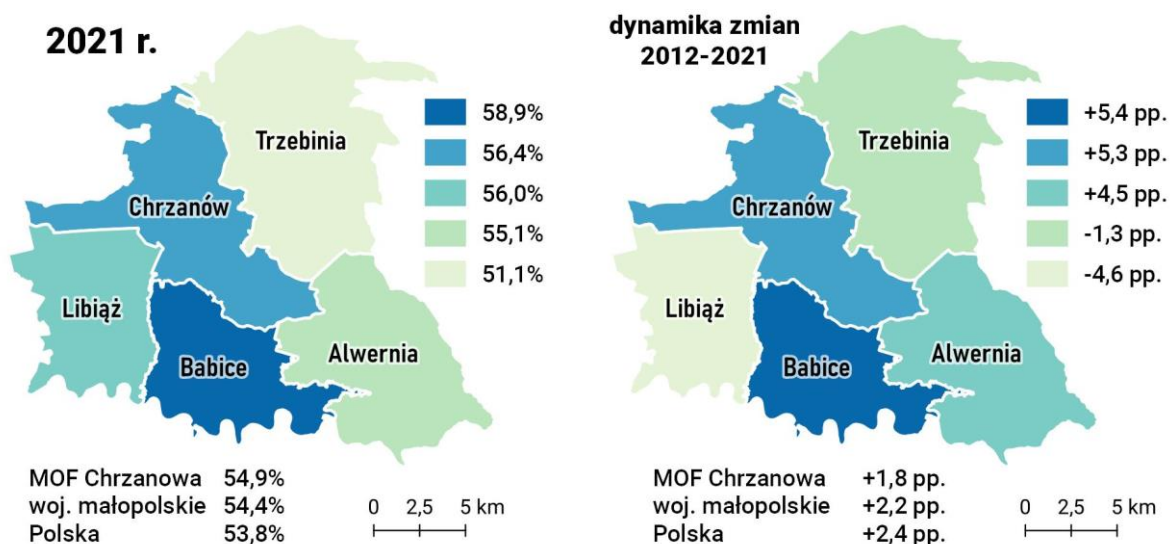 2021 r.
Trzebinia
Chrzanów
Libiąż
Babice
Alwernia
58,9%
56,4%
56,0%
55,1%
51,1%
MOF Chrzanowa 54,9%
woj. małopolskie 54,4%
Polska 53,8%
0 2,5 5 km
dynamika zmian
2012-2021
Trzebinia
Chrzanów
Libiąż
Babice
Alwernia
+5,4 pp.
+5,3 pp.
+4,5 pp.
-1,3 pp.
-4,6 pp.
MOF Chrzanowa +1,8 pp.
woj. małopolskie +2,2 pp.
Polska +2,4 pp.
0 2,5 5 km